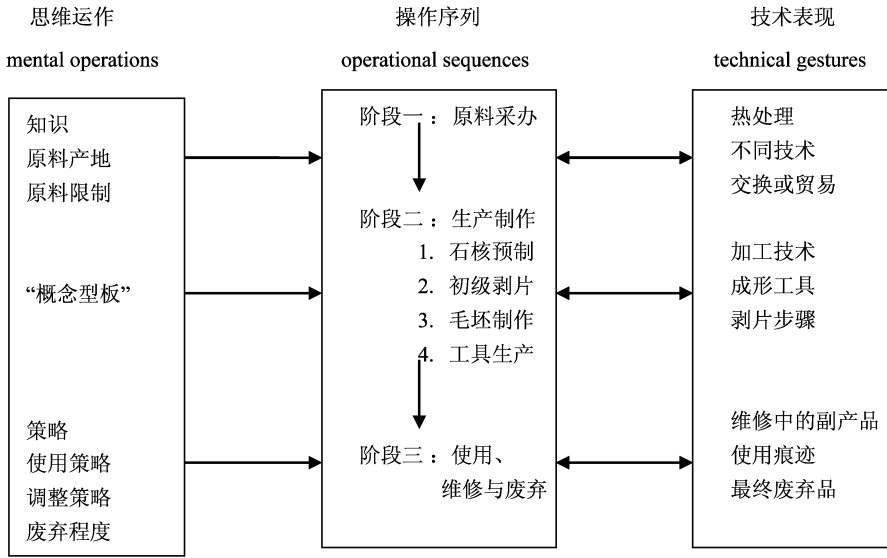 思维运作
mental operations
知识
原料产地
原料限制
“概念型板”
策略
使用策略
调整策略
废弃程度
操作序列
operational sequences
阶段一：原料采办
阶段二：生产制作
1. 石核预制
2. 初级剥片
3. 毛坯制作
4. 工具生产
阶段三：使用、
维修与废弃
技术表现
technical gestures
热处理
不同技术
交换或贸易
加工技术
成形工具
剥片步骤
维修中的副产品
使用痕迹
最终废弃品